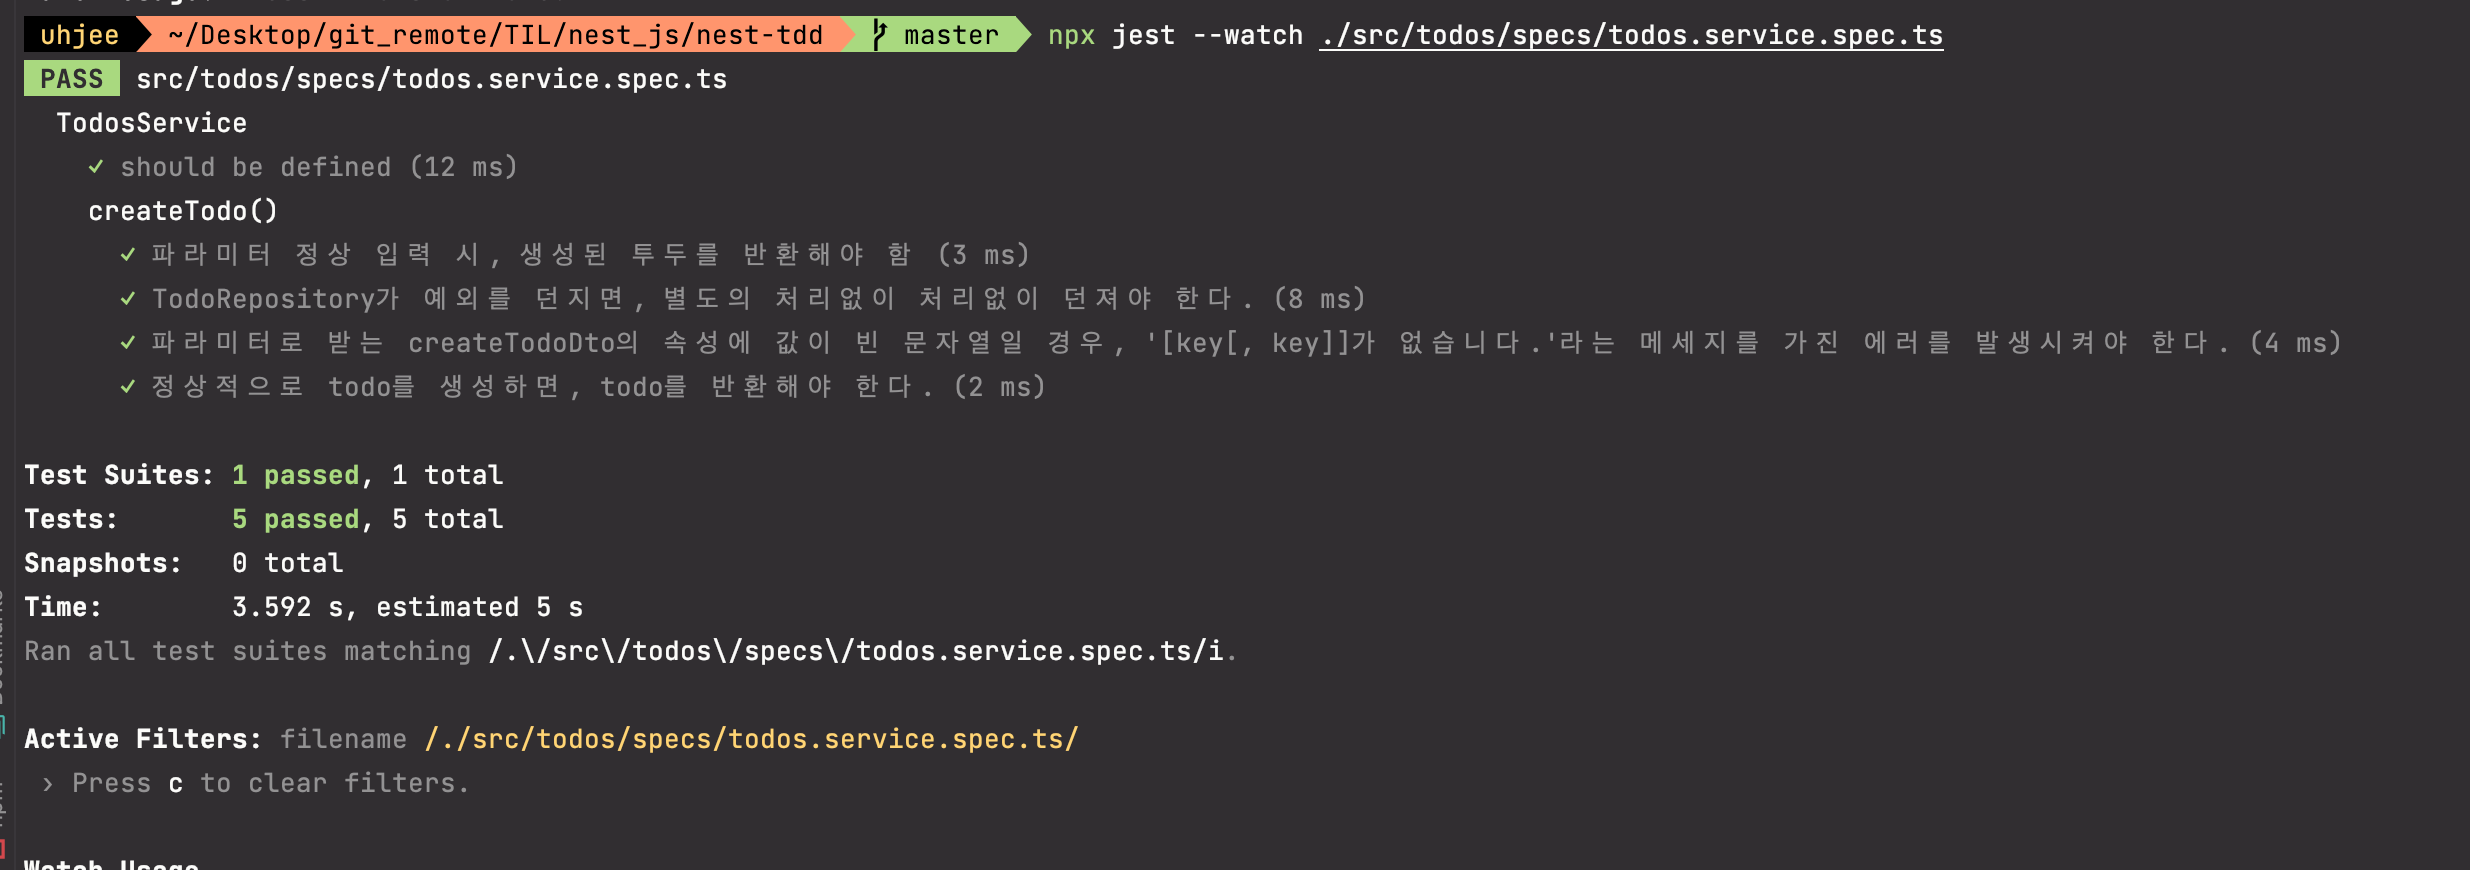 uhjee ~/Desktop/git_remote/TIL/nest_js/nest-tdd master npx jest --watch ./src/todos/specs/todos.service.spec.ts
PASS src/todos/specs/todos.service.spec.ts
TodosService
✓ should be defined (12 ms)
createTodo()
✓ 파라미터 정상 입력 시, 생성된 투두를 반환해야 함 (3 ms)
✓ TodoRepository가 예외를 던지면, 별도의 처리없이 처리없이 던져야 한다. (8 ms)
✓ 파라미터로 받는 createTodoDto의 속성에 값이 빈 문자열일 경우, '[key[, key]]가 없습니다.'라는 메세지를 가진 에러를 발생시켜야 한다. (4 ms)
✓ 정상적으로 todo를 생성하면, todo를 반환해야 한다. (2 ms)
Test Suites: 1 passed, 1 total
Tests: 5 passed, 5 total
Snapshots: 0 total
Time: 3.592 s, estimated 5 s
Ran all test suites matching /.\/src\/todos\/specs\/todos.service.spec.ts/i.
Active Filters: filename /./src/todos/specs/todos.service.spec.ts/
› Press c to clear filters.
Watch Usage